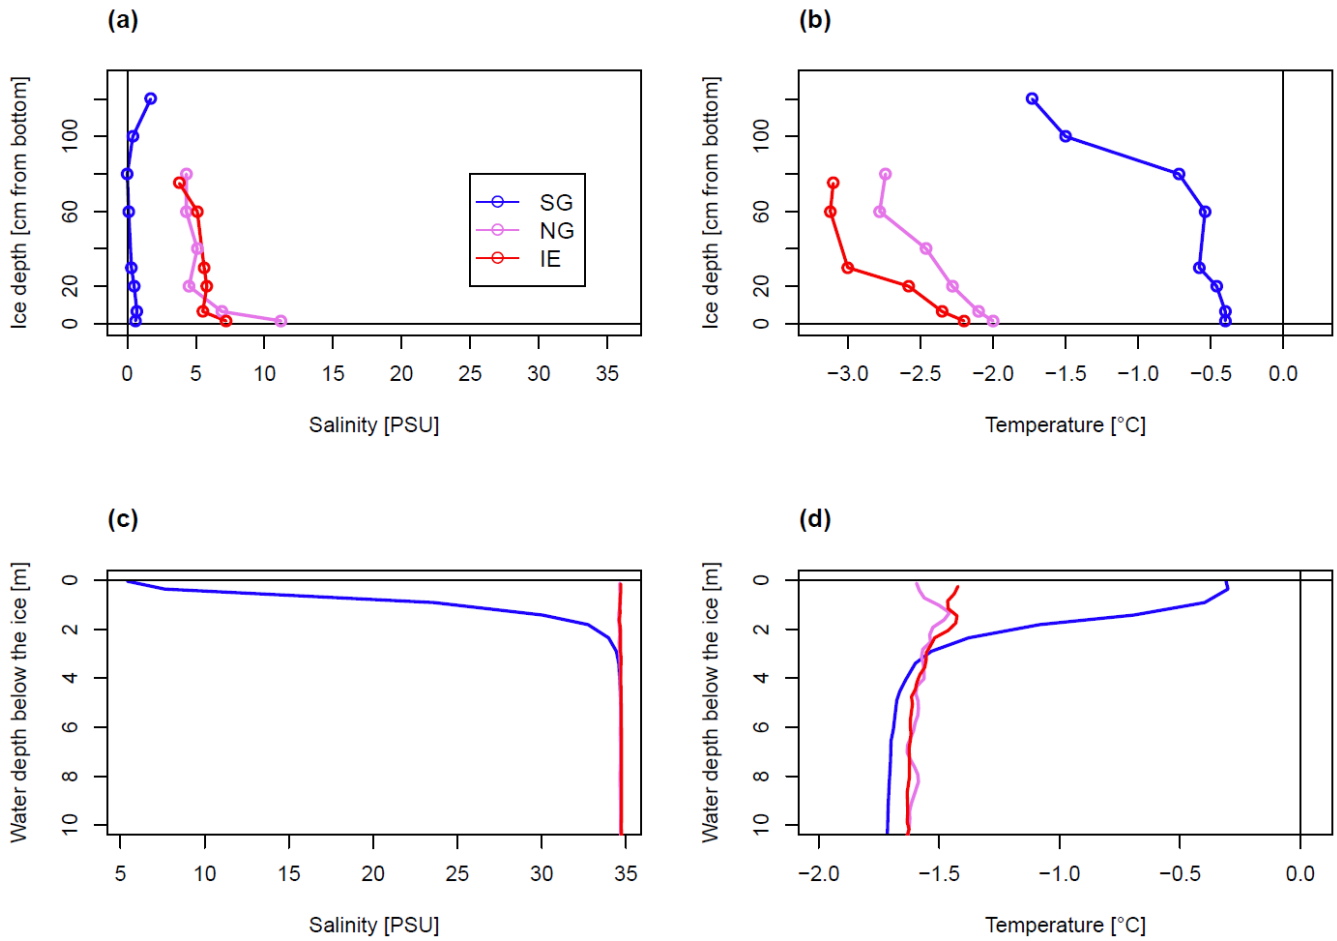 (a)
Ice depth [cm from bottom]
100
60
20
0
SG
NG
IE
0 5 10 15 20 25 30 35
Salinity [PSU]
(b)
Ice depth [cm from bottom]
100
60
20
0
−3.0 −2.5 −2.0 −1.5 −1.0 −0.5 0.0
Temperature [°C]
(c)
Water depth below the ice [m]
0
2
4
6
8
10
5 10 15 20 25 30 35
Salinity [PSU]
(d)
Water depth below the ice [m]
0
2
4
6
8
10
−2.0 −1.5 −1.0 −0.5 0.0
Temperature [°C]